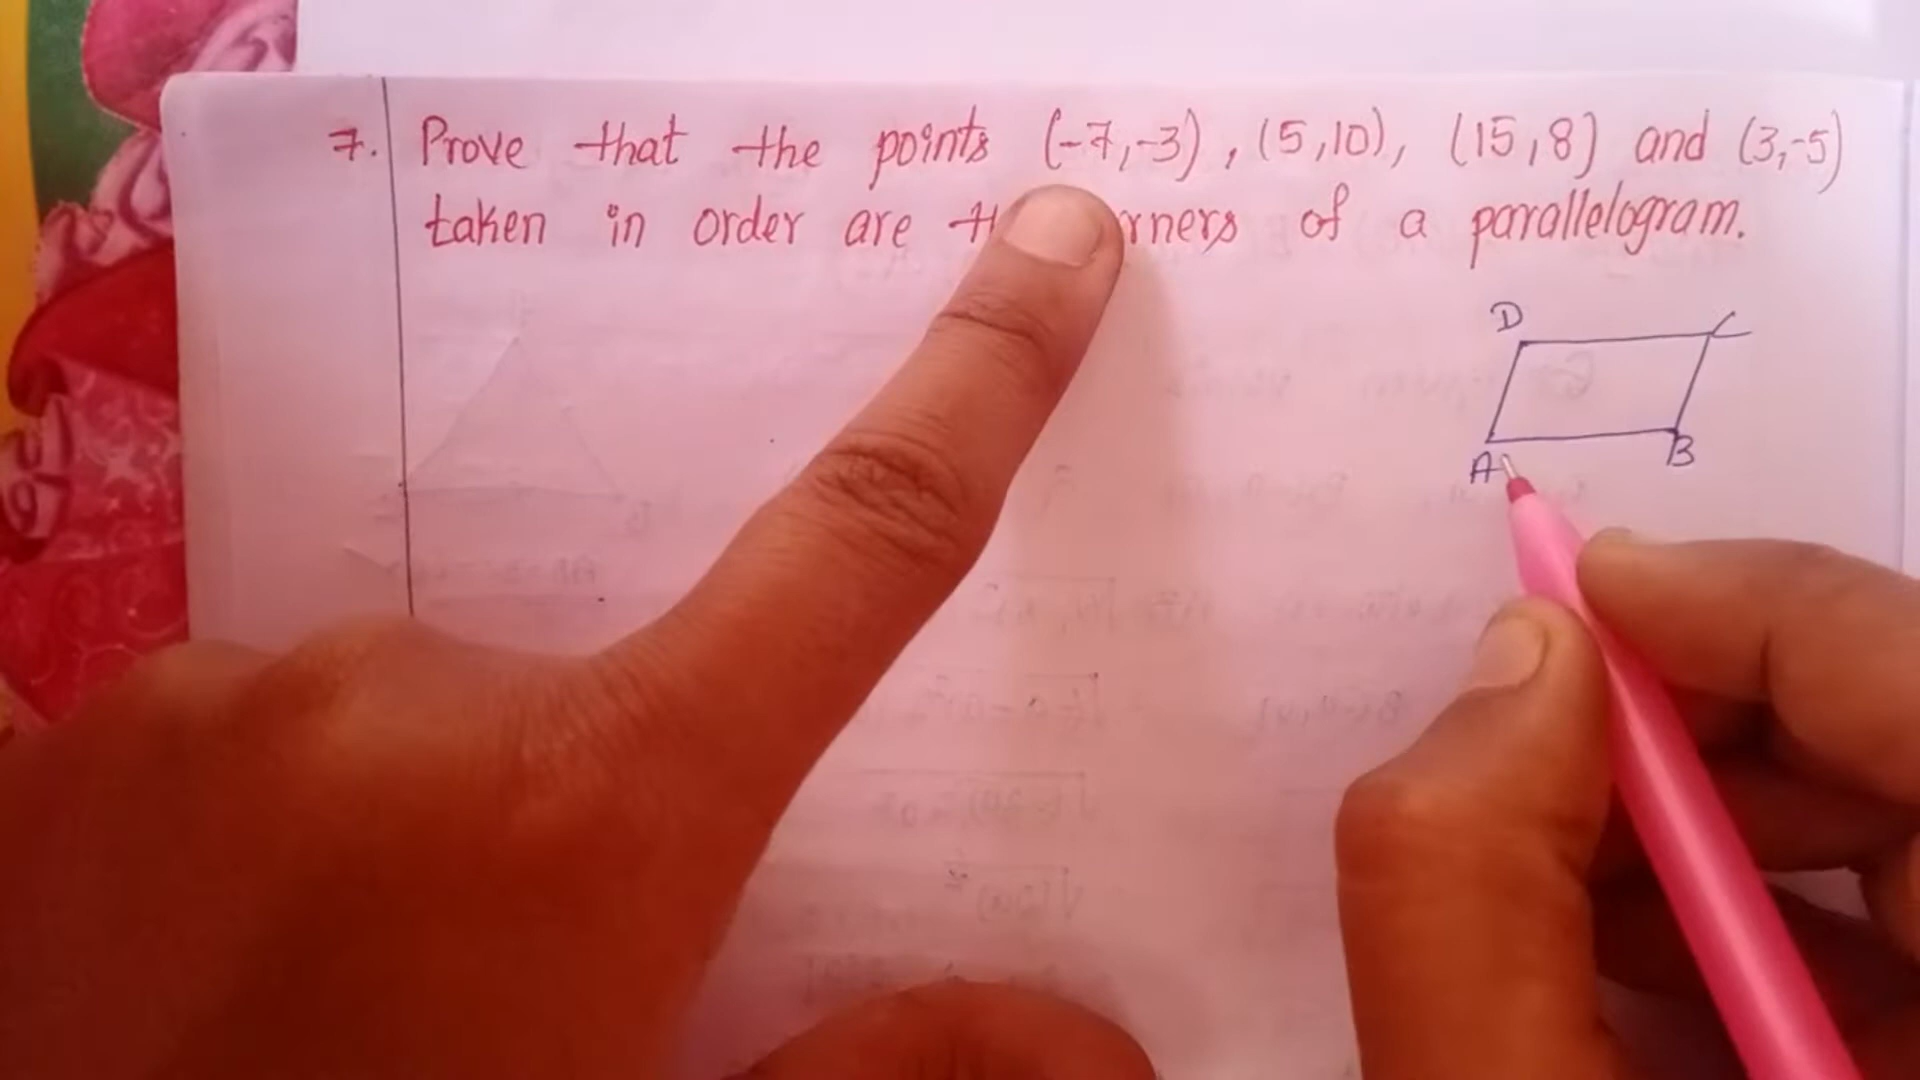 7. Prove that the points (-7,-3), (5,10), (15,8) and (3,-5)
taken in order are of a parallelogram.
D C
A B